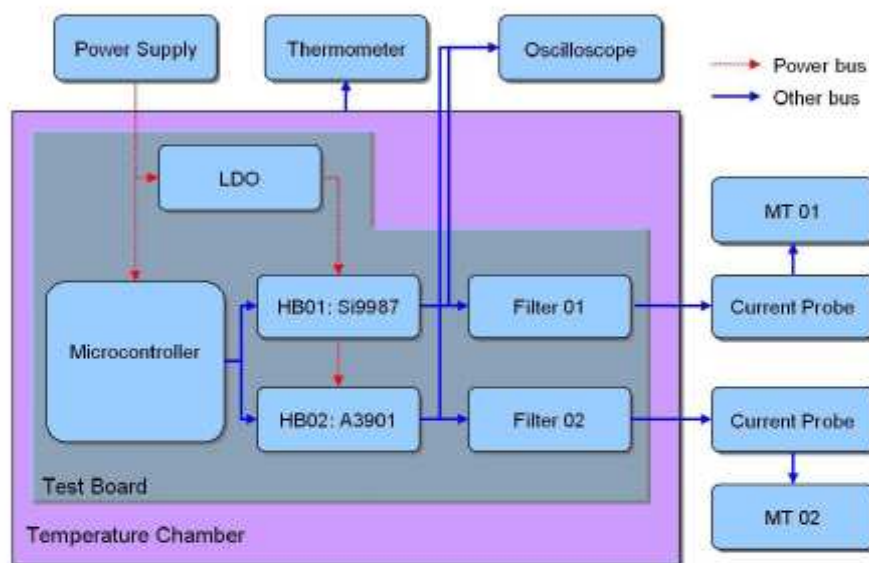 Power Supply
Thermometer
Oscilloscope
Power bus
Other bus
LDO
MT 01
HB01: Si9987
Filter 01
Current Probe
Microcontroller
HB02: A3901
Filter 02
Current Probe
Test Board
MT 02
Temperature Chamber